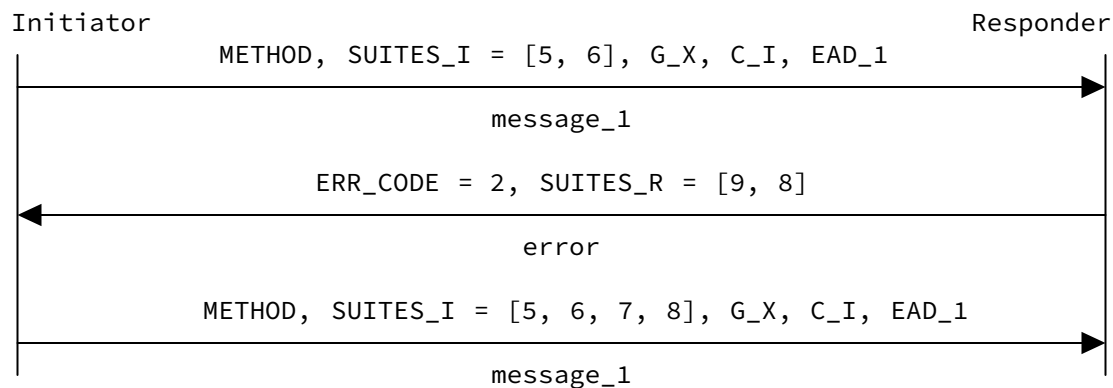 Initiator Responder
METHOD, SUITES_I = [5, 6], G_X, C_I, EAD_1
message_1
ERR_CODE = 2, SUITES_R = [9, 8]
error
METHOD, SUITES_I = [5, 6, 7, 8], G_X, C_I, EAD_1
message_1